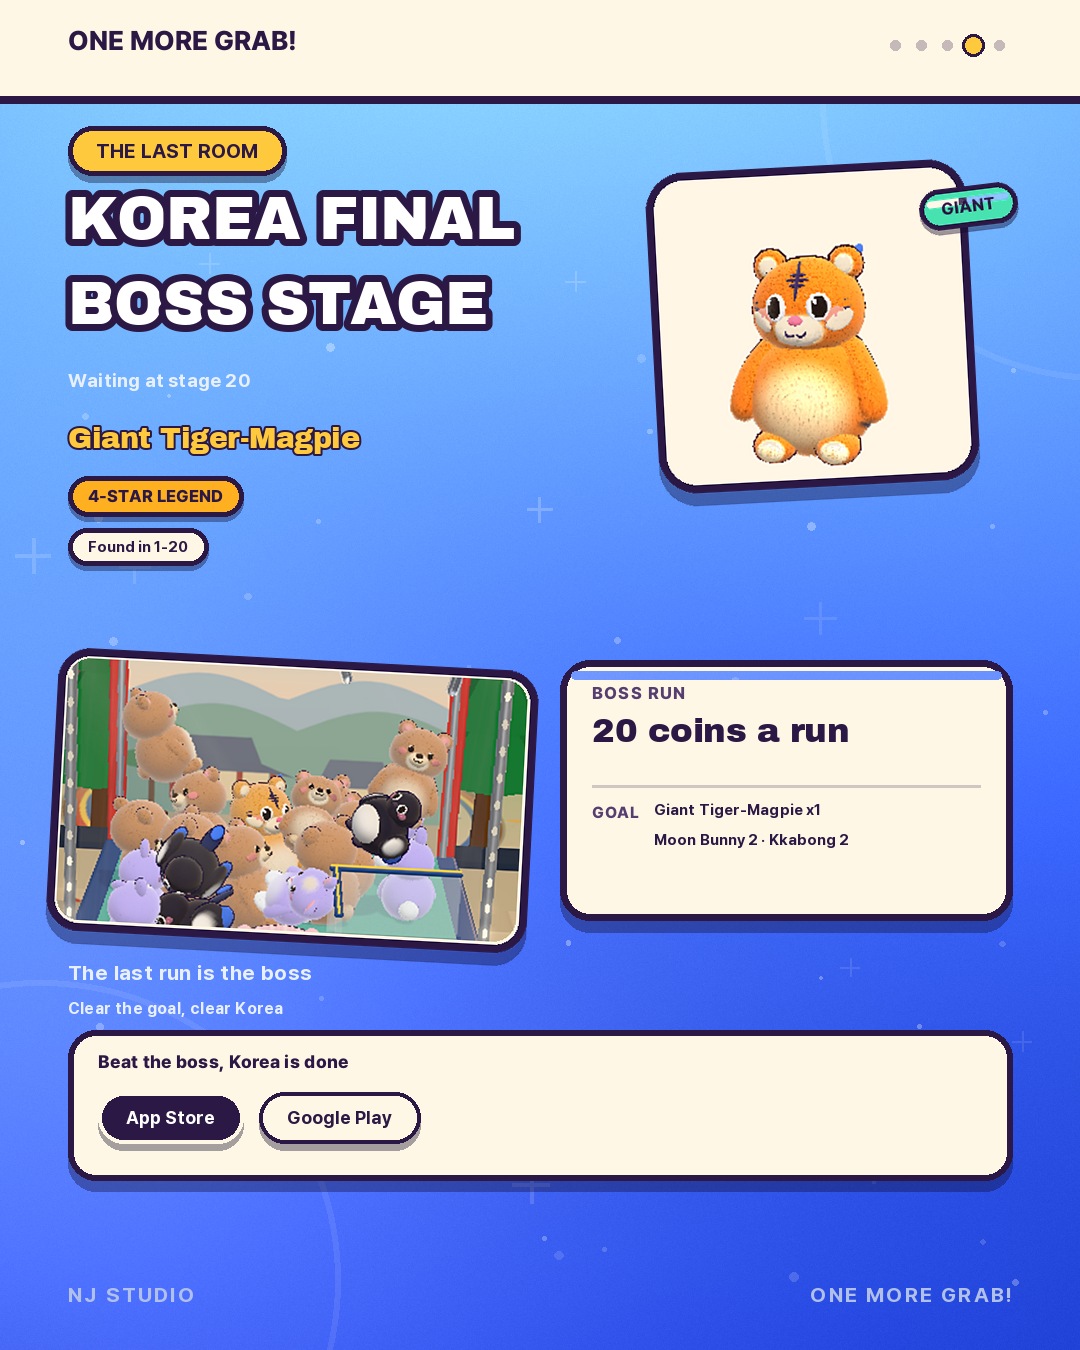 ONE MORE GRAB!
THE LAST ROOM
KOREA FINAL
BOSS STAGE
Waiting at stage 20
Giant Tiger-Magpie
4-STAR LEGEND
Found in 1-20
GIANT
BOSS RUN
20 coins a run
GOAL Giant Tiger-Magpie x1
Moon Bunny 2 · Kkabong 2
The last run is the boss
Clear the goal, clear Korea
Beat the boss, Korea is done
App Store Google Play
NJ STUDIO
ONE MORE GRAB!